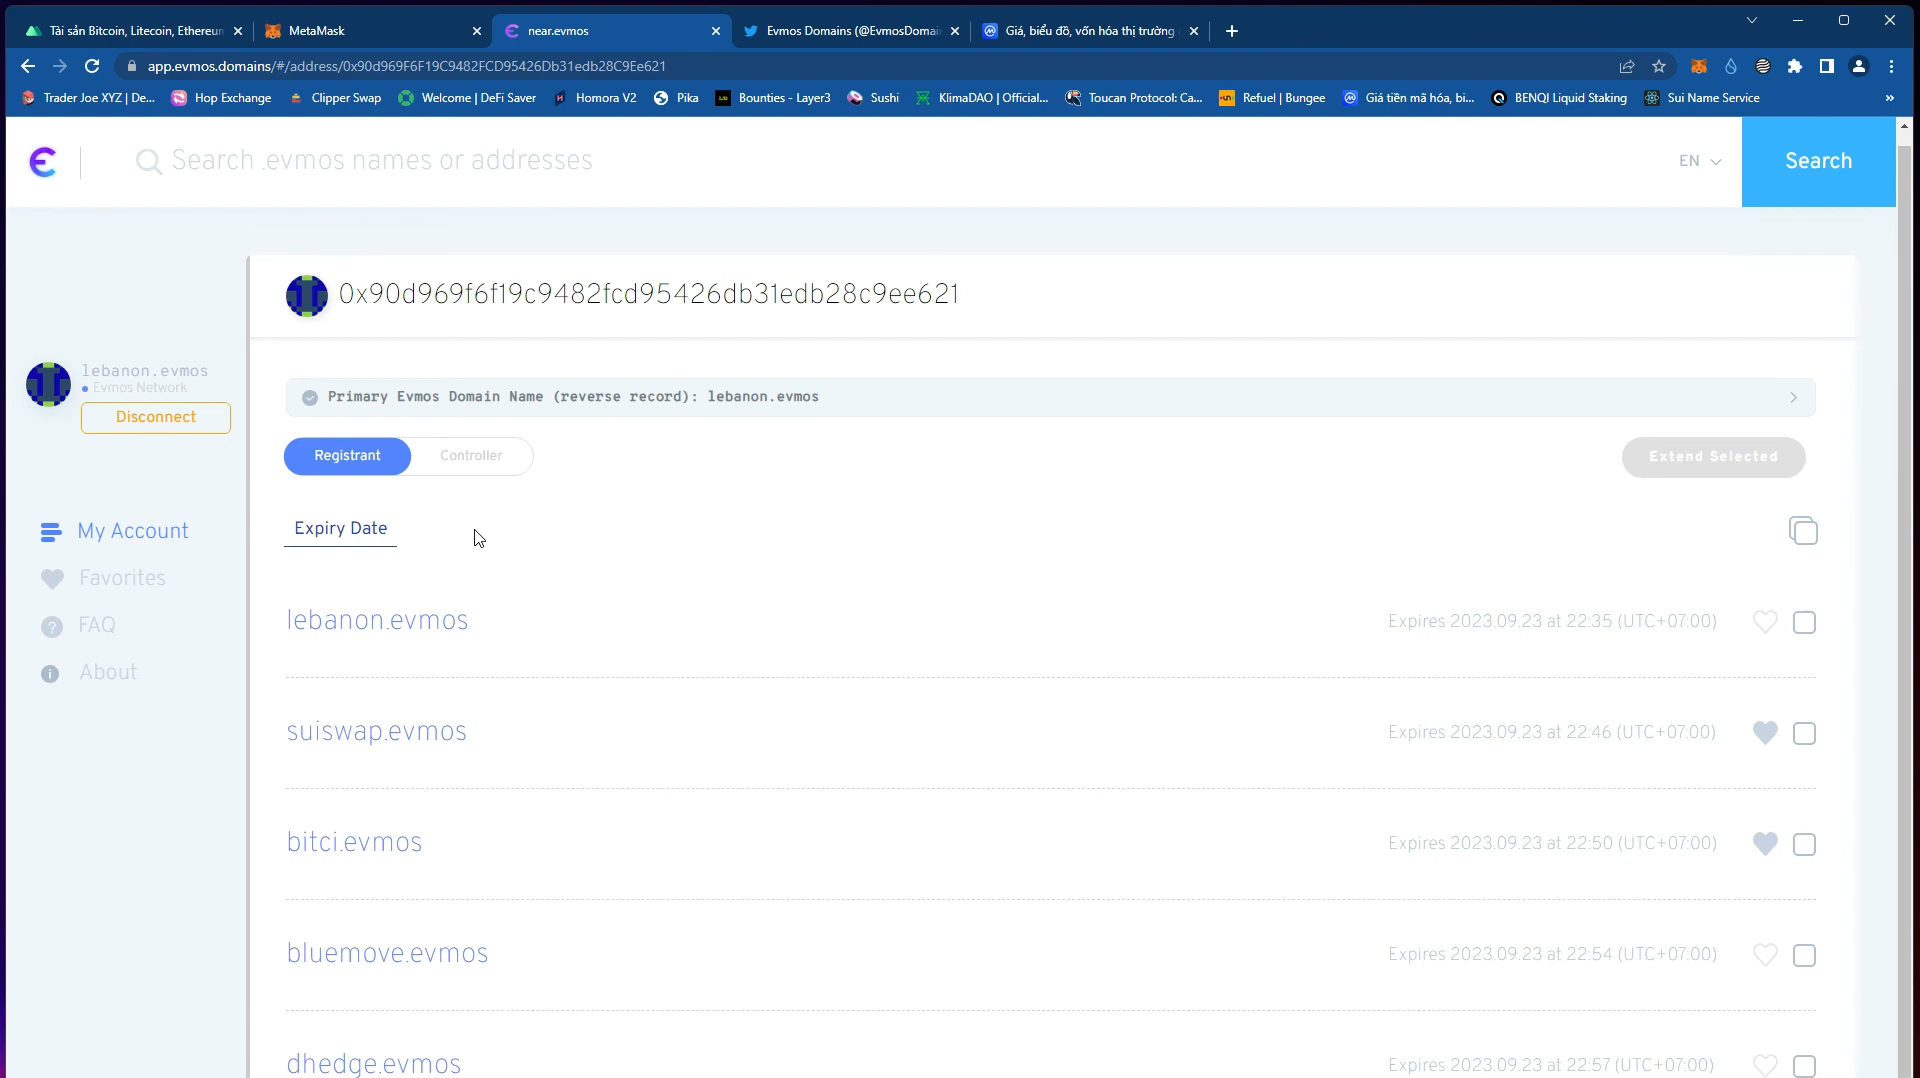 Tài sản Bitcoin, Litecoin, Ethereum
MetaMask
near.evmos
Evmos Domains (@EvmosDomai
Giá, biểu đồ, vốn hóa thị trường
app.evmos.domains/#/address/0x90d969F6F19C9482FCD95426Db31edb28C9Ee621
Trader Joe XYZ | De...
Hop Exchange
Clipper Swap
Welcome | DeFi Saver
Homora V2
Pika
Bounties - Layer3
Sushi
KlimaDAO | Official...
Toucan Protocol: Ca...
Refuel | Bungee
Giá tiền mã hóa, bi...
BENQI Liquid Staking
Sui Name Service
»
Search .evmos names or addresses
EN
Search
0x90d969f6f19c9482fcd95426db31edb28c9ee621
lebanon.evmos
Evmos Network
Disconnect
Primary Evmos Domain Name (reverse record): lebanon.evmos
Registrant
Controller
Extend Selected
My Account
Favorites
FAQ
About
Expiry Date
lebanon.evmos
Expires 2023.09.23 at 22:35 (UTC+07:00)
suiswap.evmos
Expires 2023.09.23 at 22:46 (UTC+07:00)
bitci.evmos
Expires 2023.09.23 at 22:50 (UTC+07:00)
bluemove.evmos
Expires 2023.09.23 at 22:54 (UTC+07:00)
dhedge.evmos
Expires 2023.09.23 at 22:57 (UTC+07:00)